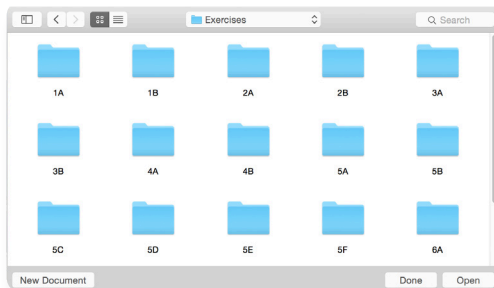 Exercises
Search
1A 1B 2A 2B 3A
3B 4A 4B 5A 5B
5C 5D 5E 5F 6A
New Document Done Open